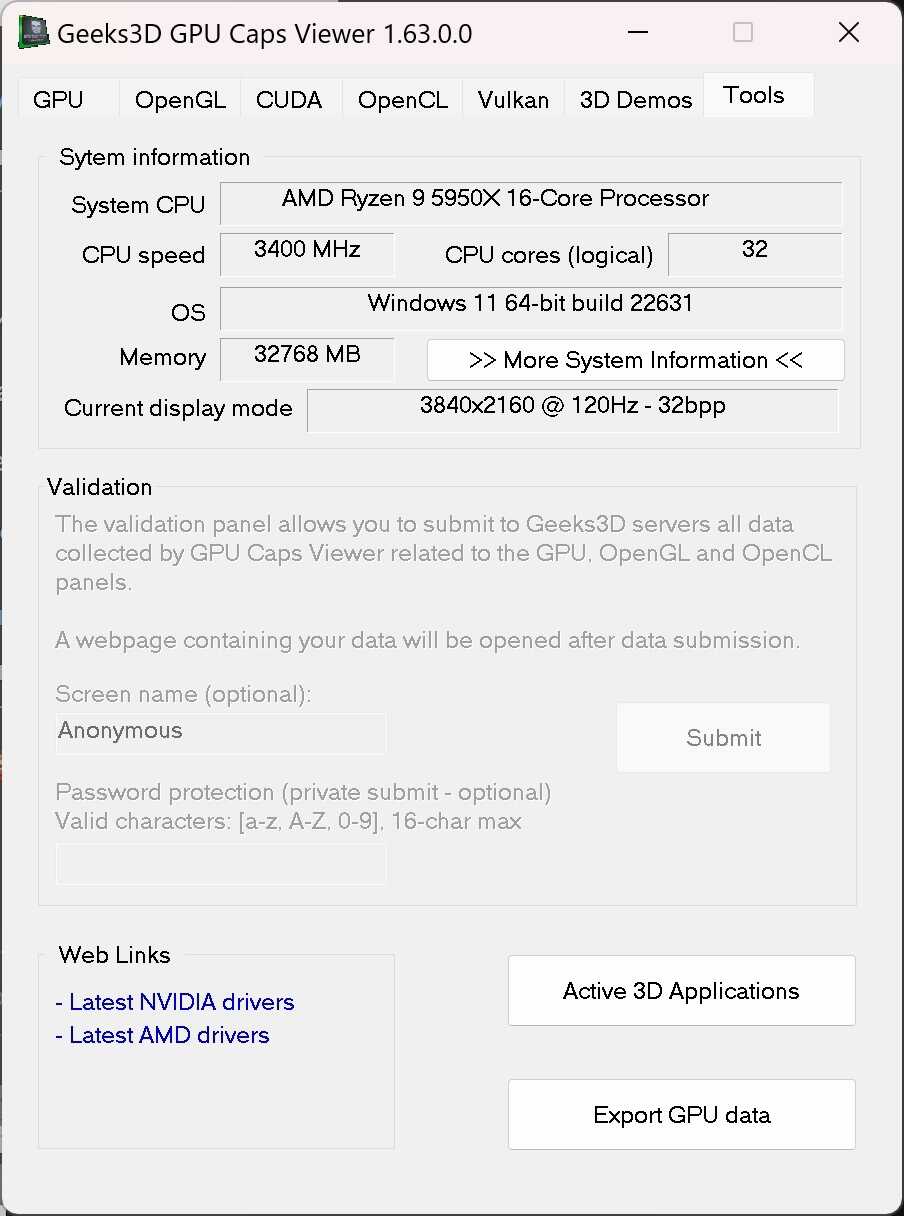 Geeks3D GPU Caps Viewer 1.63.0.0
GPU OpenGL CUDA OpenCL Vulkan 3D Demos Tools
Sytem information
System CPU AMD Ryzen 9 5950X 16-Core Processor
CPU speed 3400 MHz CPU cores (logical) 32
OS Windows 11 64-bit build 22631
Memory 32768 MB >> More System Information <<
Current display mode 3840x2160 @ 120Hz - 32bpp
Validation
The validation panel allows you to submit to Geeks3D servers all data
collected by GPU Caps Viewer related to the GPU, OpenGL and OpenCL
panels.
A webpage containing your data will be opened after data submission.
Screen name (optional):
Anonymous
Submit
Password protection (private submit - optional)
Valid characters: [a-z, A-Z, 0-9], 16-char max
Web Links
- Latest NVIDIA drivers
- Latest AMD drivers
Active 3D Applications
Export GPU data